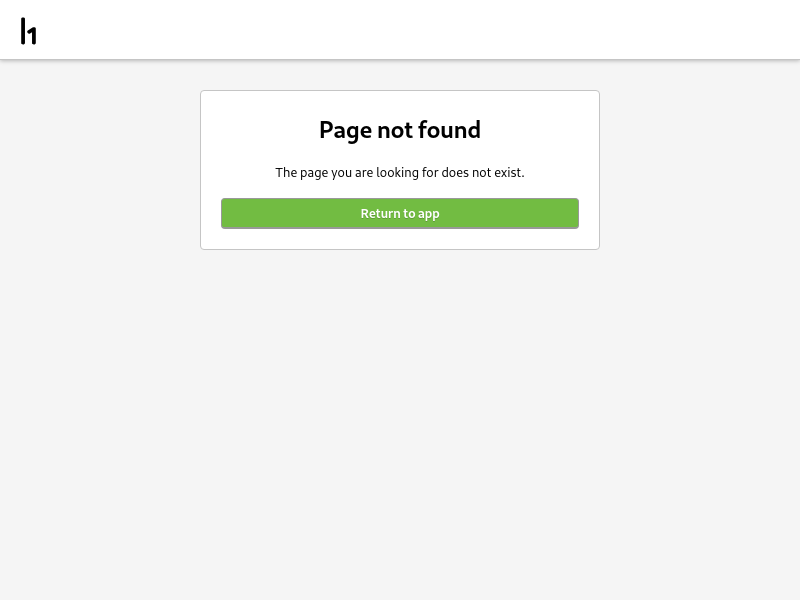 Page not found
The page you are looking for does not exist.
Return to app